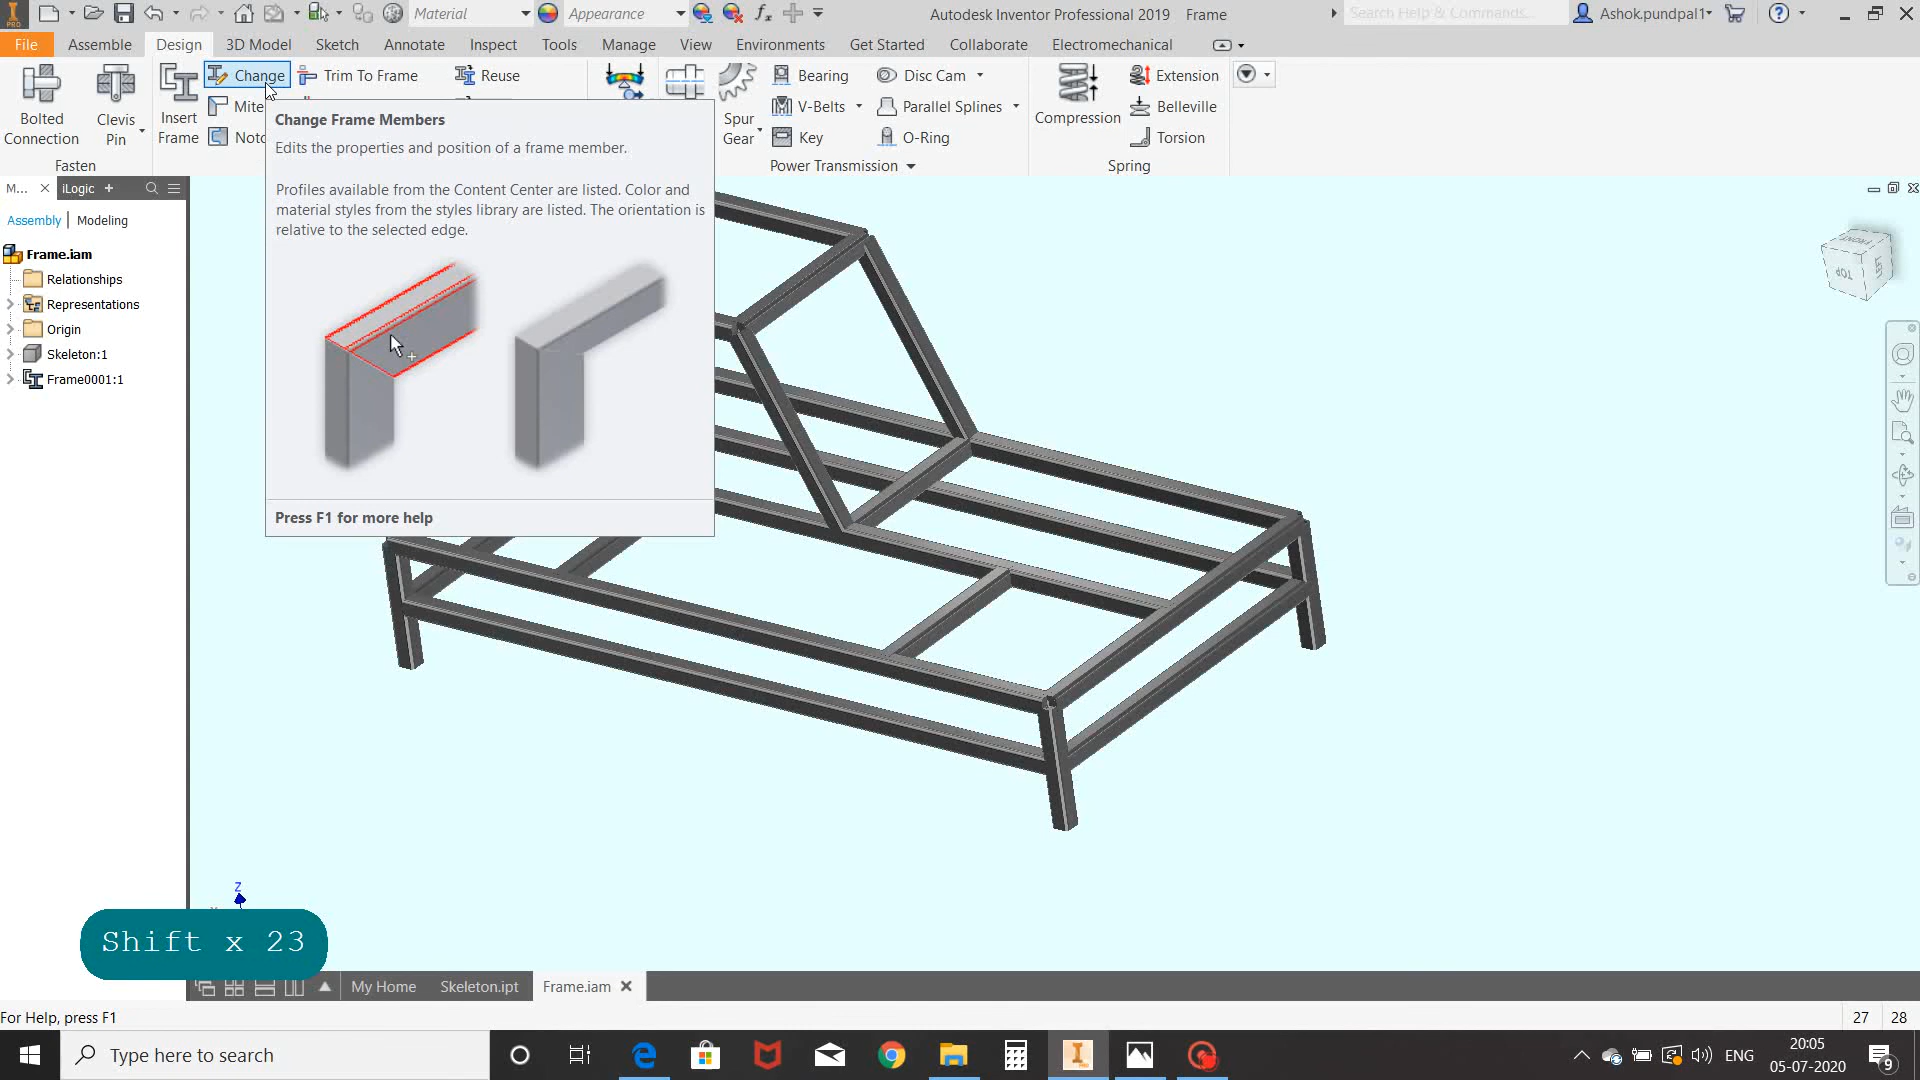 Material
Appearance
Autodesk Inventor Professional 2019 Frame
Search Help & Commands...
Ashok.pundpal1
File Assemble Design 3D Model Sketch Annotate Inspect Tools Manage View Environments Get Started Collaborate Electromechanical
Bolted
Connection
Clevis
Pin
Fasten
Insert
Frame
Change
Trim To Frame
Reuse
Mite
Notc
Spur
Gear
Bearing
V-Belts
Key
Disc Cam
Parallel Splines
O-Ring
Power Transmission
Compression
Extension
Belleville
Torsion
Spring
Change Frame Members
Edits the properties and position of a frame member.
Profiles available from the Content Center are listed. Color and
material styles from the styles library are listed. The orientation is
relative to the selected edge.
Press F1 for more help
M... iLogic
Assembly Modeling
Frame.iam
Relationships
Representations
Origin
Skeleton:1
Frame0001:1
FRONT
TOP
Z
Shift x 23
My Home Skeleton.ipt Frame.iam
For Help, press F1
27 28
Type here to search
ENG
20:05
05-07-2020
9